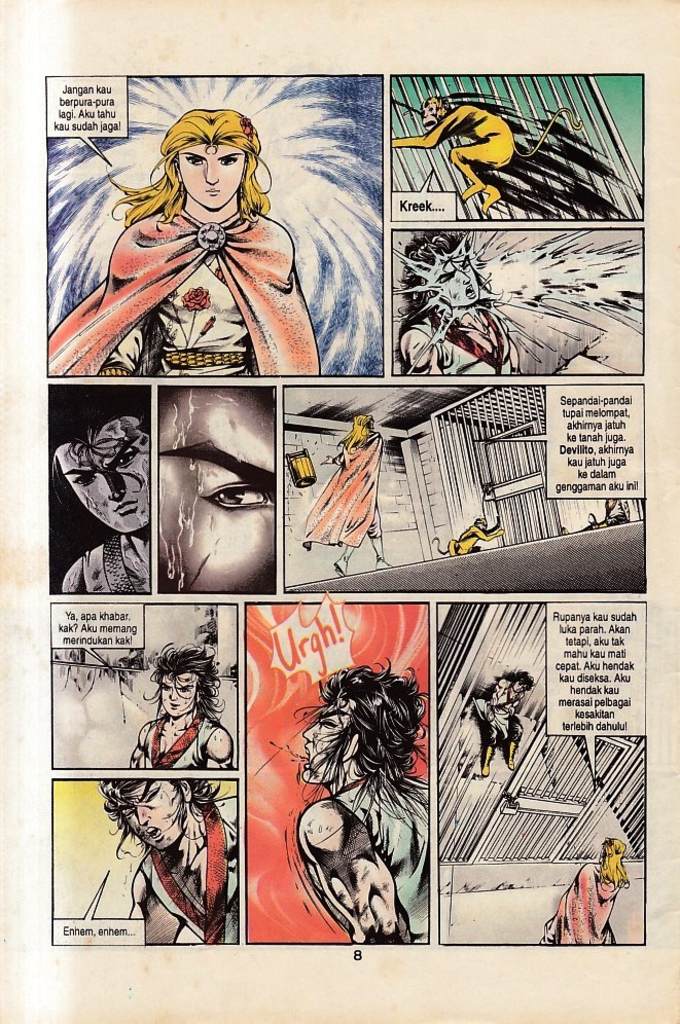 Jangan kau
berpura-pura
lagi. Aku tahu
kau sudah jaga!
Kreek....
Sepandai-pandai
tupai melompat,
akhirnya jatuh
ke tanah juga.
Devilito, akhirnya
kau jatuh juga
ke dalam
genggaman aku ini!
Ya, apa khabar,
kak? Aku memang
merindukan kak!
Enhem, enhem...
Urgh!
Rupanya kau sudah
luka parah. Akan
tetapi, aku tak
mahu kau mati
cepat. Aku hendak
kau diseksa. Aku
hendak kau
merasai pelbagai
kesakitan
terlebih dahulu!
8